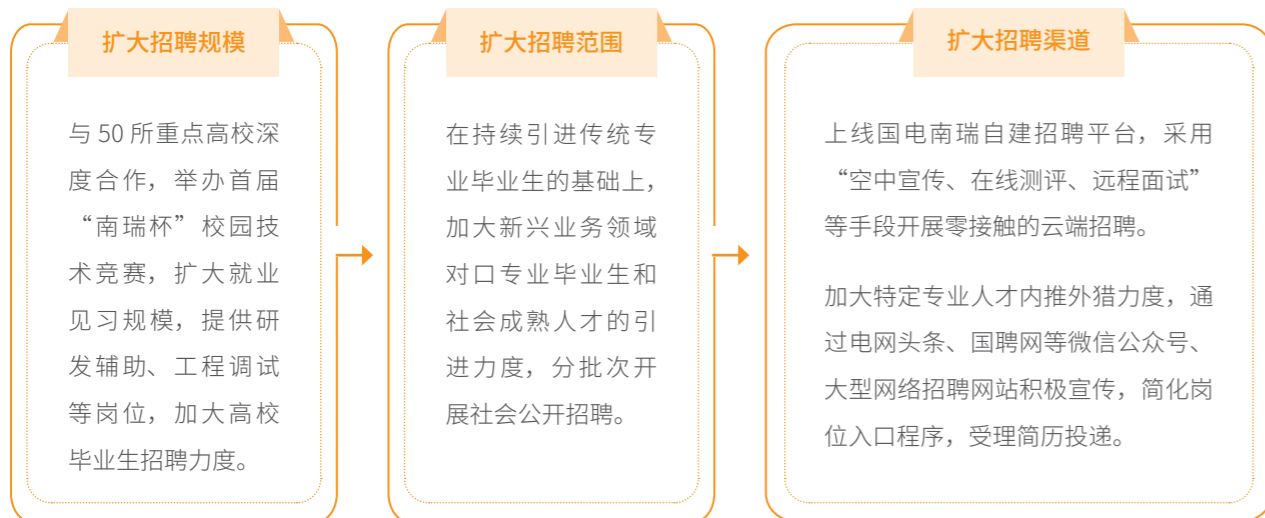 扩大招聘规模
与 50 所重点高校深
度合作，举办首届
“南瑞杯”校园技
术竞赛，扩大就业
见习规模，提供研
发辅助、工程调试
等岗位，加大高校
毕业生招聘力度。
扩大招聘范围
在持续引进传统专
业毕业生的基础上，
加大新兴业务领域
对口专业毕业生和
社会成熟人才的引
进力度，分批次开
展社会公开招聘。
扩大招聘渠道
上线国电南瑞自建招聘平台，采用
“空中宣传、在线测评、远程面试”
等手段开展零接触的云端招聘。
加大特定专业人才内推外猎力度，通
过电网头条、国聘网等微信公众号、
大型网络招聘网站积极宣传，简化岗
位入口程序，受理简历投递。